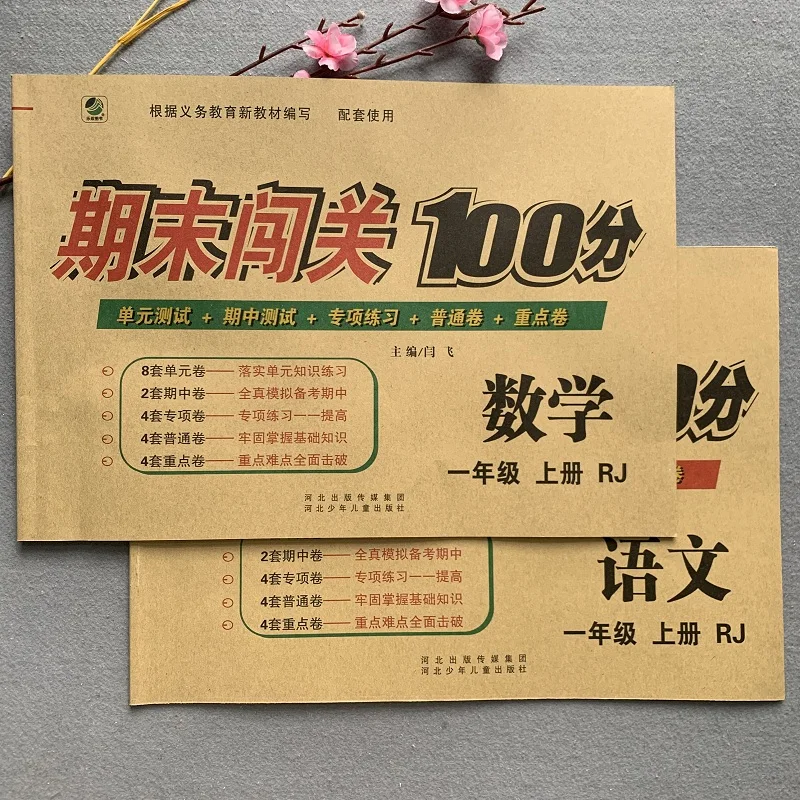 根据义务教育新教材编写 配套使用
期末闯关100分
单元测试 + 期中测试 + 专项练习 + 普通卷 + 重点卷
主编/闫 飞
8套单元卷——落实单元知识练习
2套期中卷——全真模拟备考期中
4套专项卷——专项练习一一提高
4套普通卷——牢固掌握基础知识
4套重点卷——重点难点全面击破
数学
一年级 上册 RJ
河北出版传媒集团
河北少年儿童出版社
0分
卷
2套期中卷——全真模拟备考期中
4套专项卷——专项练习一一提高
4套普通卷——牢固掌握基础知识
4套重点卷——重点难点全面击破
语文
一年级 上册 RJ
河北出版传媒集团
河北少年儿童出版社